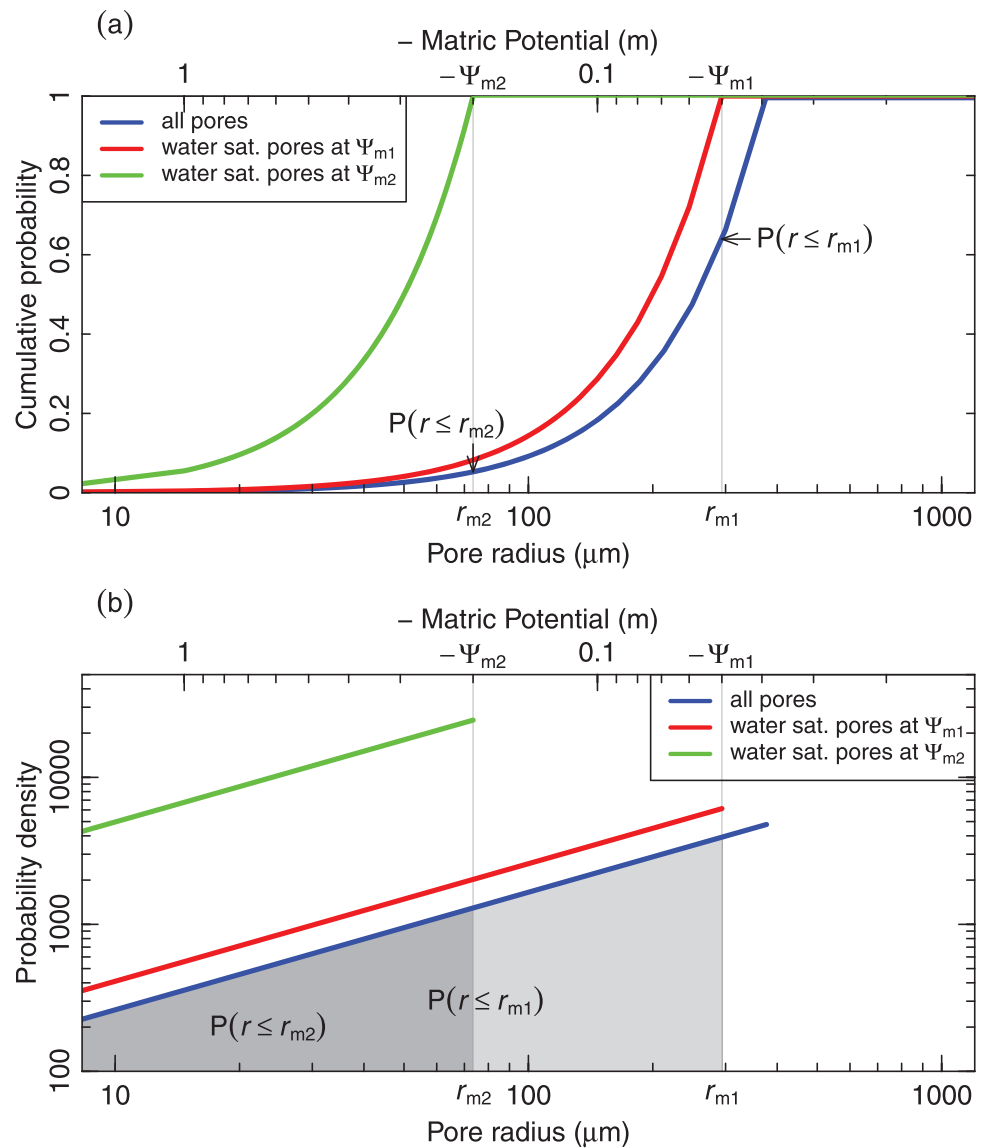 (a)
– Matric Potential (m)
1 −Ψm2 0.1 −Ψm1
all pores
water sat. pores at Ψm1
water sat. pores at Ψm2
Cumulative probability
1
0.8
0.6
0.4
0.2
0
P(r ≤ rm1)
P(r ≤ rm2)
10 rm2 100 rm1 1000
Pore radius (μm)
(b)
– Matric Potential (m)
1 −Ψm2 0.1 −Ψm1
all pores
water sat. pores at Ψm1
water sat. pores at Ψm2
Probability density
10000
1000
100
P(r ≤ rm1)
P(r ≤ rm2)
10 rm2 100 rm1 1000
Pore radius (μm)